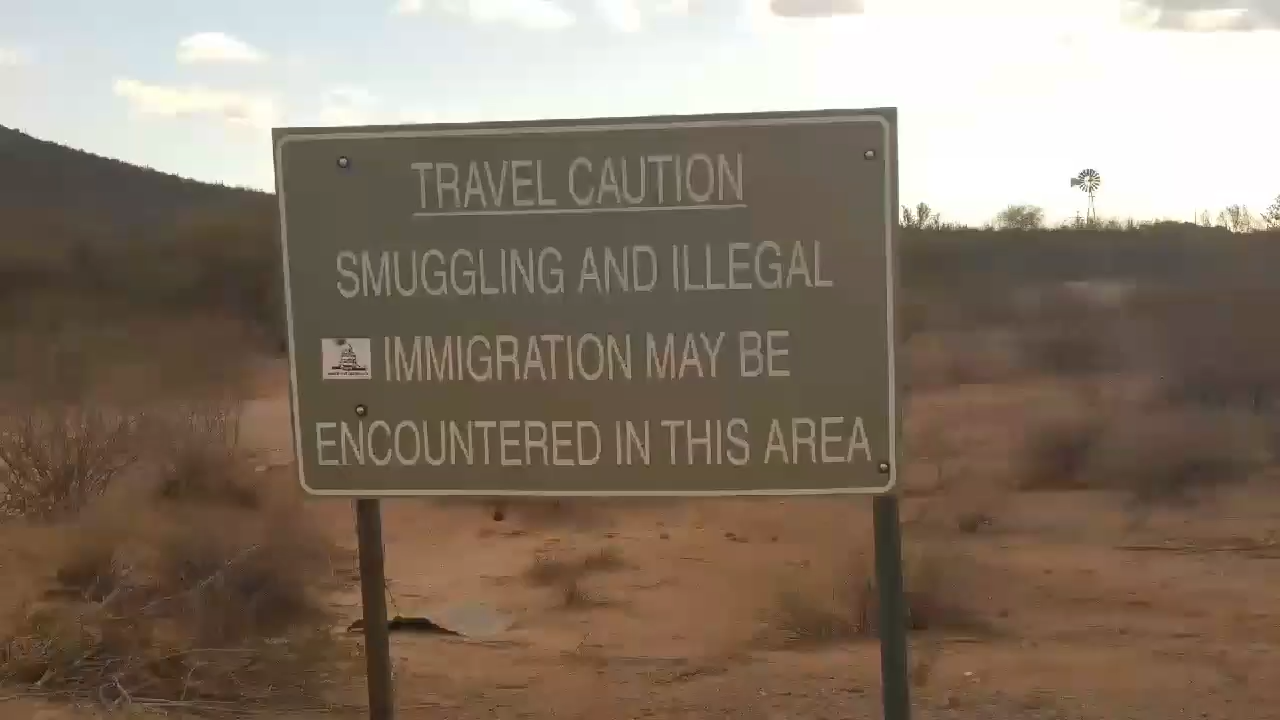 TRAVEL CAUTION
SMUGGLING AND ILLEGAL
IMMIGRATION MAY BE
ENCOUNTERED IN THIS AREA